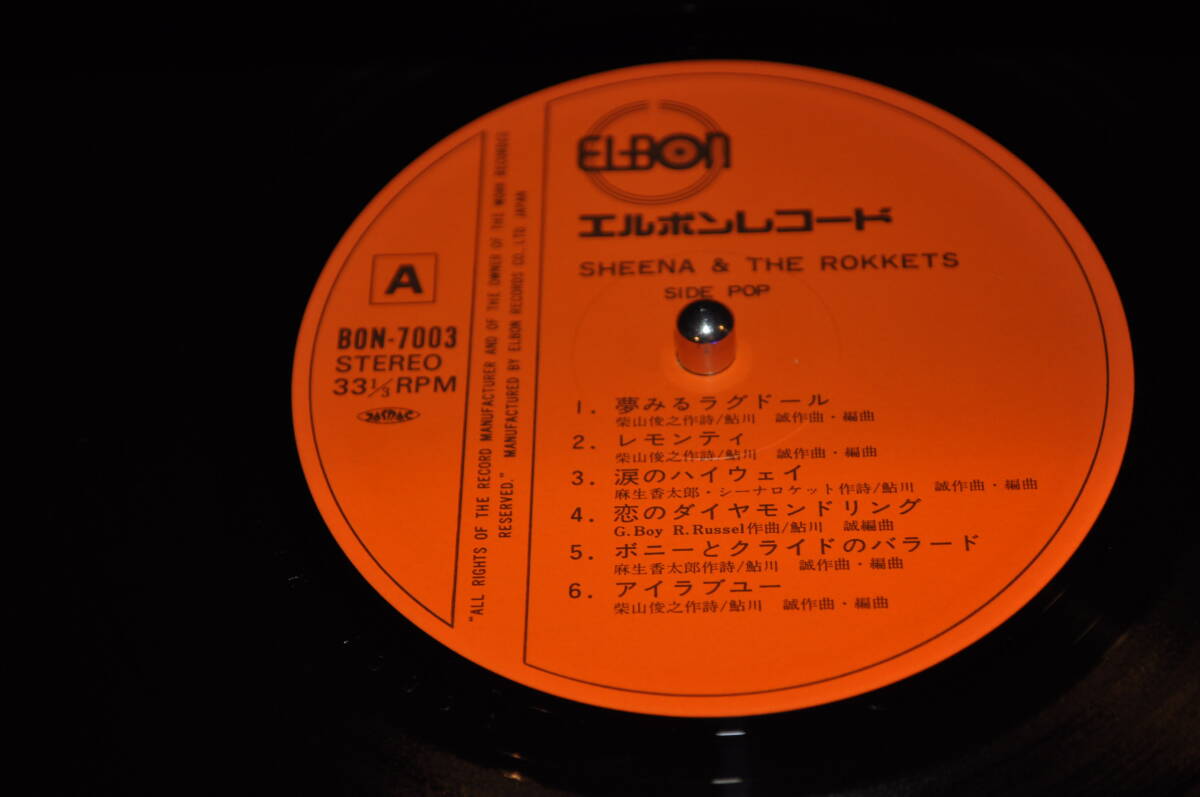 ELBON
エルボンレコード
SHEENA & THE ROKKETS
SIDE POP
A
BON-7003
STEREO
33 1/3 RPM
JASRAC
"ALL RIGHTS OF THE RECORD MANUFACTURER AND OF THE OWNER OF THE WORK RECORDED
RESERVED." MANUFACTURED BY ELBON RECORDS CO., LTD. JAPAN
1. 夢みるラグドール
柴山俊之作詩/鮎川 誠作曲・編曲
2. レモンティ
柴山俊之作詩/鮎川 誠作曲・編曲
3. 涙のハイウェイ
麻生香太郎・シーナロケット作詩/鮎川 誠作曲・編曲
4. 恋のダイヤモンドリング
G. Boy R. Russel作曲/鮎川 誠編曲
5. ボニーとクライドのバラード
麻生香太郎作詩/鮎川 誠作曲・編曲
6. アイラブユー
柴山俊之作詩/鮎川 誠作曲・編曲